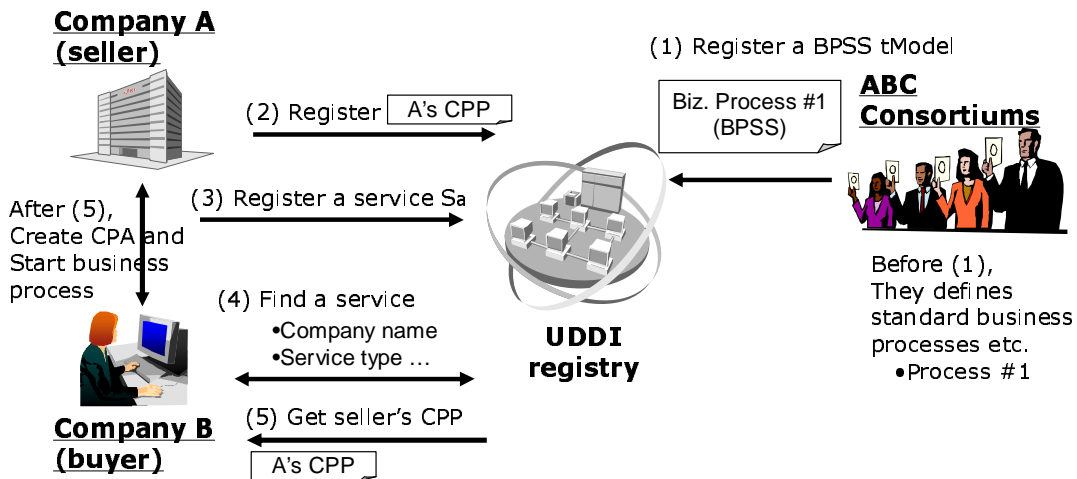 Company A
(seller)
(1) Register a BPSS tModel
ABC
Consortiums
Biz. Process #1
(BPSS)
(2) Register
A's CPP
(3) Register a service Sa
After (5),
Create CPA and
Start business
process
(4) Find a service
•Company name
•Service type …
UDDI
registry
Before (1),
They defines
standard business
processes etc.
•Process #1
(5) Get seller's CPP
A's CPP
Company B
(buyer)